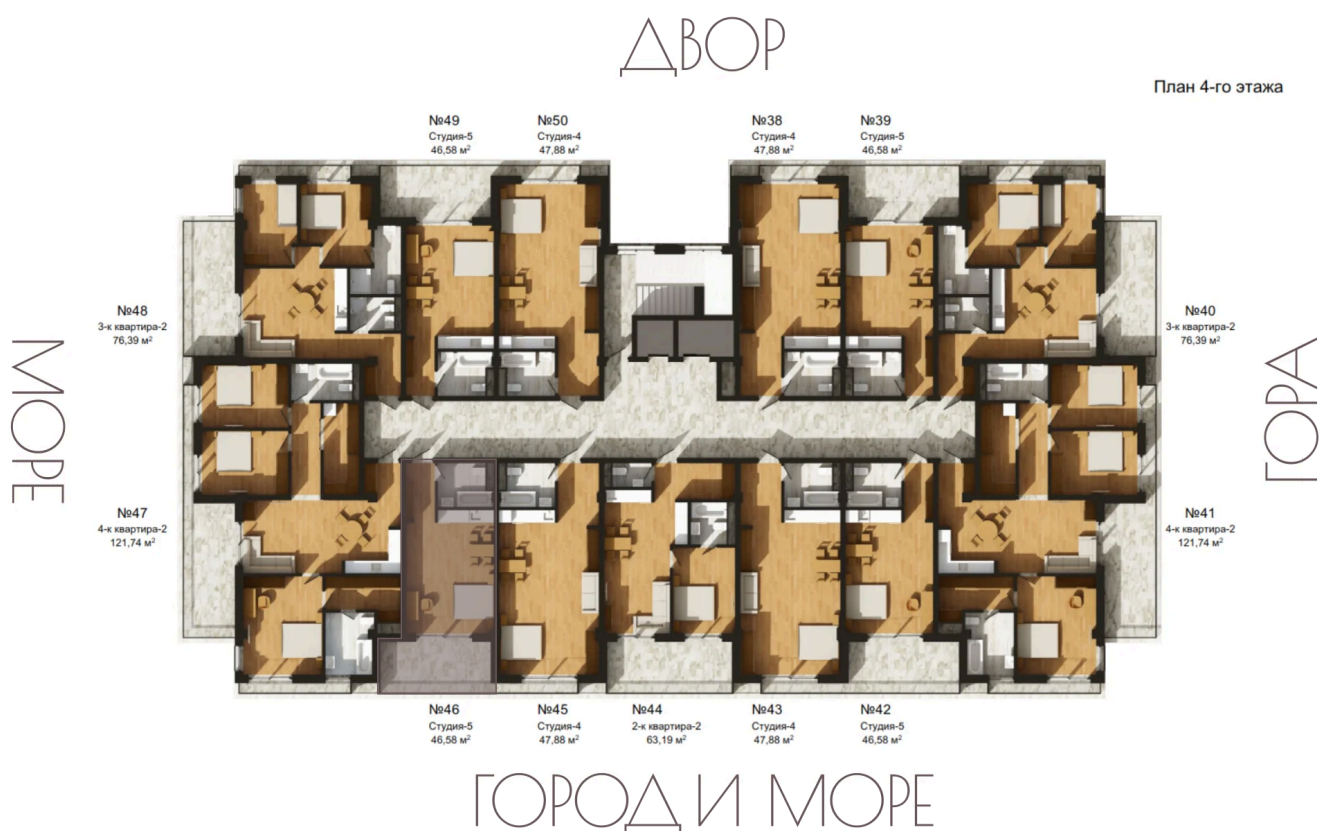 ДВОР
План 4-го этажа
№49
Студия-5
46,58 м²
№50
Студия-4
47,88 м²
№38
Студия-4
47,88 м²
№39
Студия-5
46,58 м²
№48
3-к квартира-2
76,39 м²
№40
3-к квартира-2
76,39 м²
МОРЕ
ГОРА
№47
4-к квартира-2
121,74 м²
№41
4-к квартира-2
121,74 м²
№46
Студия-5
46,58 м²
№45
Студия-4
47,88 м²
№44
2-к квартира-2
63,19 м²
№43
Студия-4
47,88 м²
№42
Студия-5
46,58 м²
ГОРОД И МОРЕ